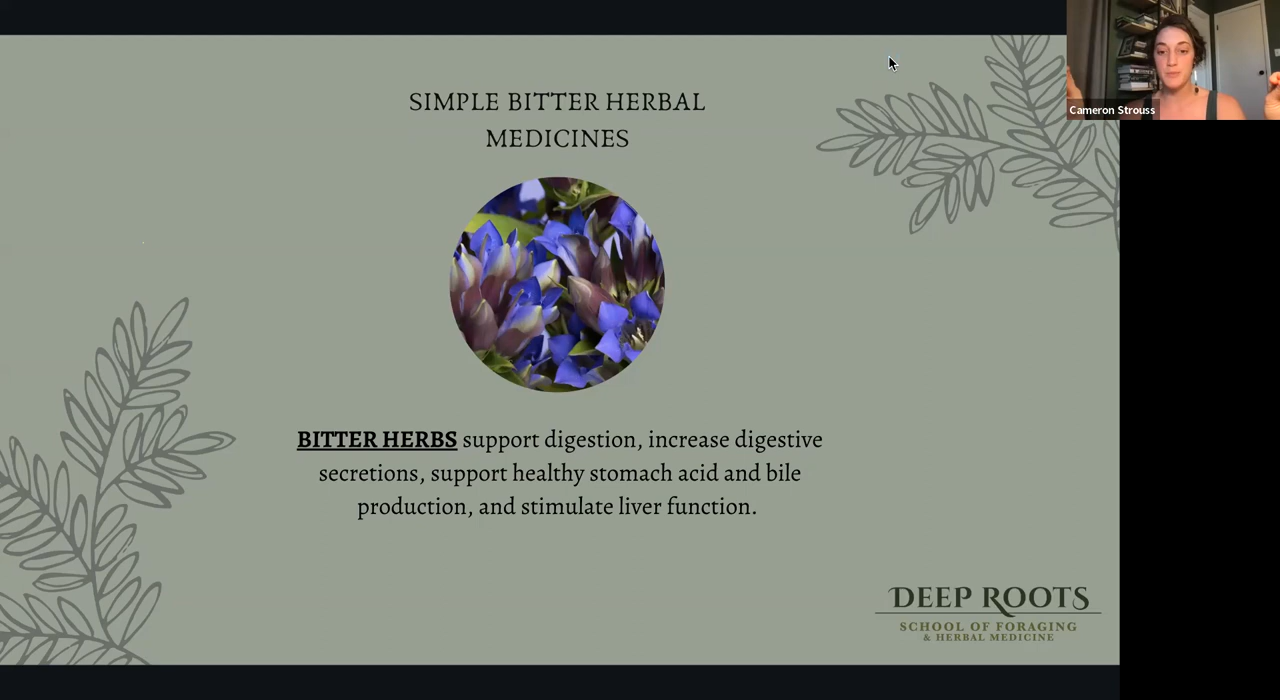 SIMPLE BITTER HERBAL
MEDICINES
Cameron Strouss
BITTER HERBS support digestion, increase digestive
secretions, support healthy stomach acid and bile
production, and stimulate liver function.
DEEP ROOTS
SCHOOL OF FORAGING
& HERBAL MEDICINE